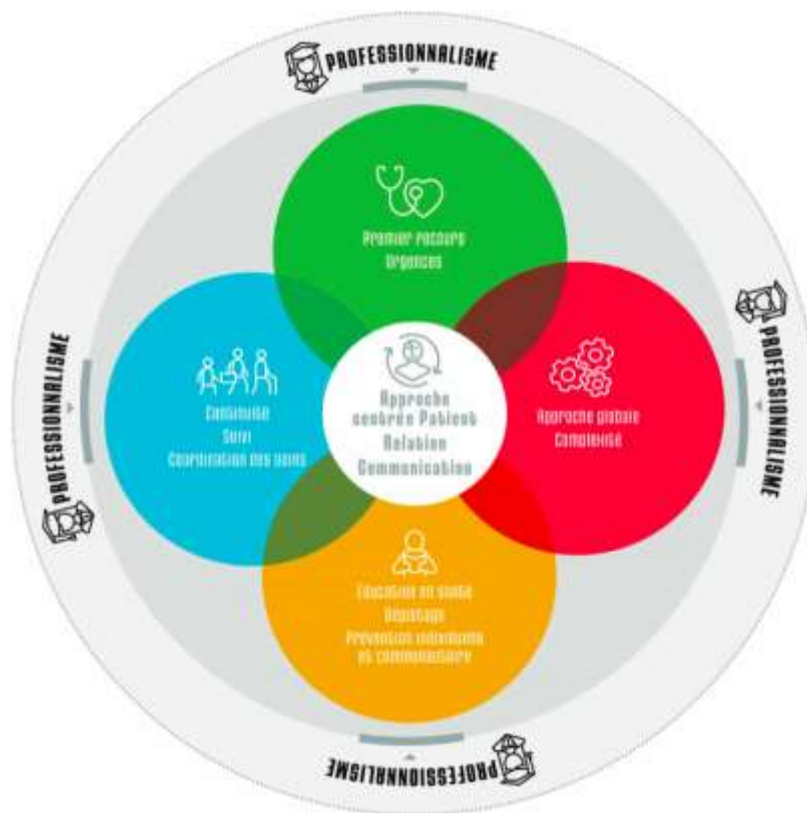 PROFESSIONNALISME
Premier recours
Urgences
PROFESSIONNALISME
Continuité
Suivi
Coordination des soins
Approche
centrée Patient
Relation
Communication
Approche globale
Complexité
PROFESSIONNALISME
Éducation en santé
Dépistage
Prévention individuelle
et communautaire
PROFESSIONNALISME